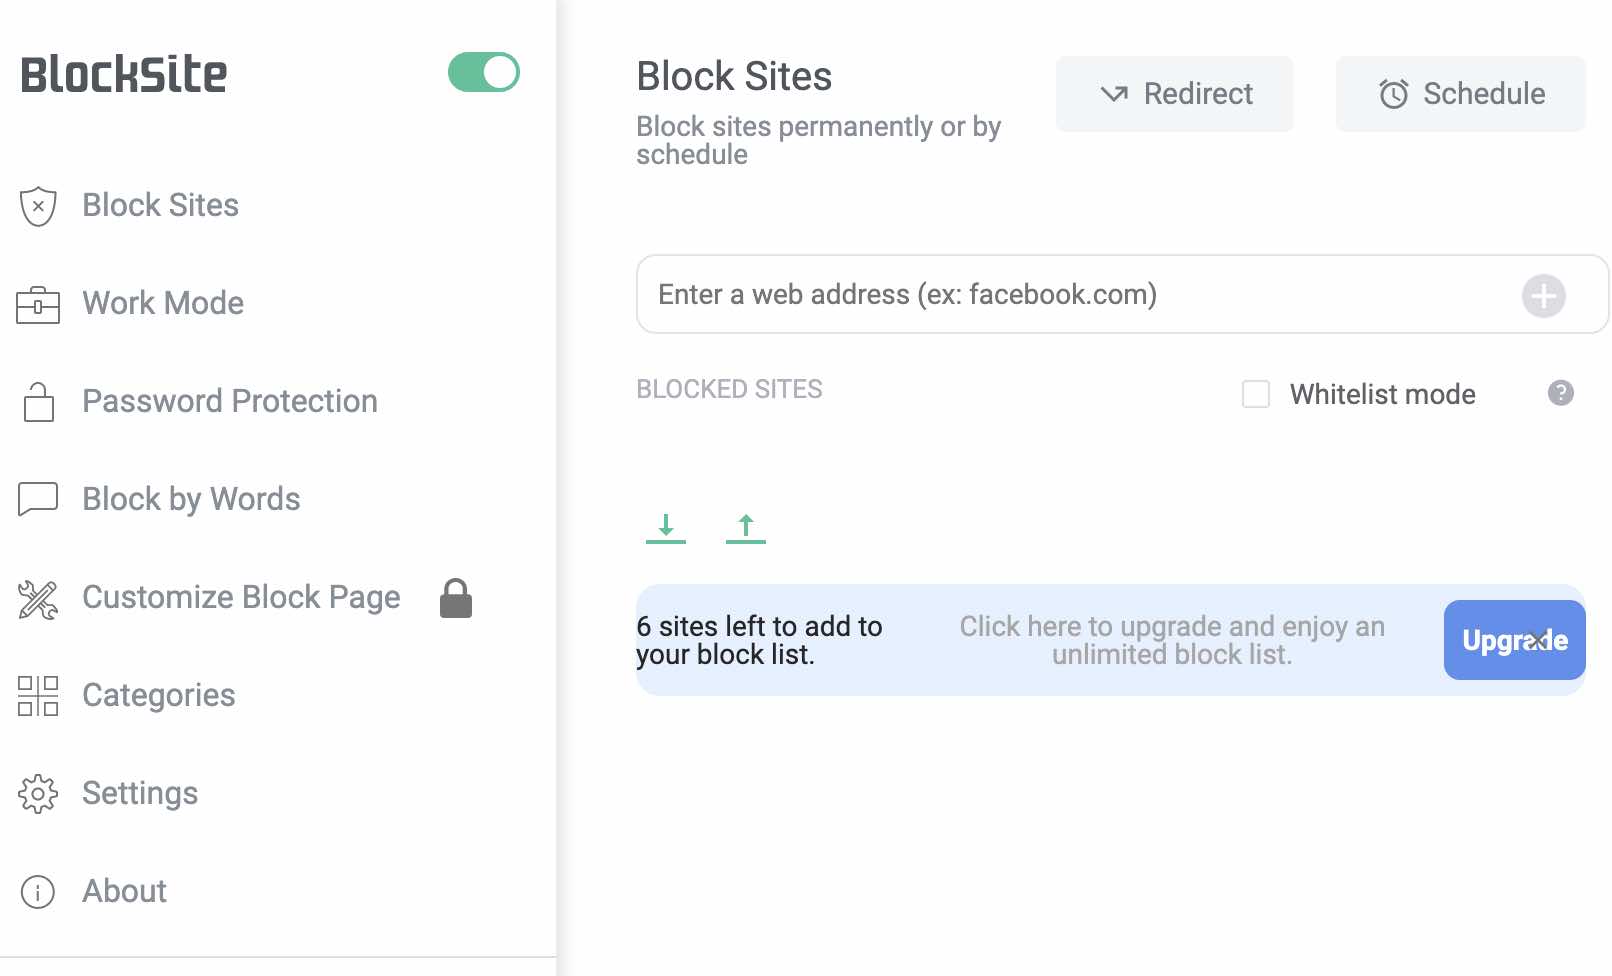 BlockSite
Block Sites
Work Mode
Password Protection
Block by Words
Customize Block Page
Categories
Settings
About
Block Sites
Block sites permanently or by
schedule
Redirect
Schedule
Enter a web address (ex: facebook.com)
BLOCKED SITES
Whitelist mode
?
6 sites left to add to
your block list.
Click here to upgrade and enjoy an
unlimited block list.
Upgrade